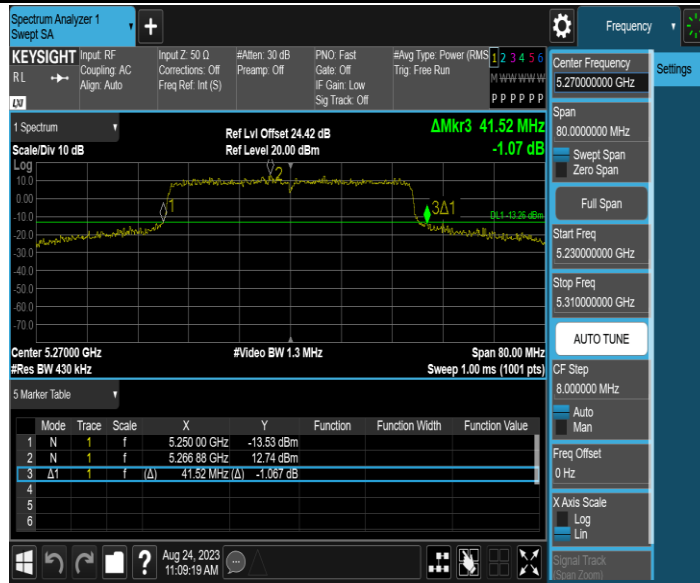 Spectrum Analyzer 1
Swept SA
Frequency
KEYSIGHT
RL
LXI
Input: RF
Coupling: AC
Align: Auto
Input Z: 50 Ω
Corrections: Off
Freq Ref: Int (S)
#Atten: 30 dB
Preamp: Off
PNO: Fast
Gate: Off
IF Gain: Low
Sig Track: Off
#Avg Type: Power (RMS
Trig: Free Run
1 2 3 4 5 6
M W W W W W
P P P P P P
Center Frequency
5.270000000 GHz
Settings
Span
80.0000000 MHz
Swept Span
Zero Span
Full Span
Start Freq
5.230000000 GHz
Stop Freq
5.310000000 GHz
AUTO TUNE
CF Step
8.000000 MHz
Auto
Man
Freq Offset
0 Hz
X Axis Scale
Log
Lin
Signal Track
(Span Zoom)
1 Spectrum
Scale/Div 10 dB
Ref Lvl Offset 24.42 dB
Ref Level 20.00 dBm
ΔMkr3 41.52 MHz
-1.07 dB
Log
10.0
0.00
-10.0
-20.0
-30.0
-40.0
-50.0
-60.0
-70.0
1
2
3Δ1
DL1 -13.26 dBm
Center 5.27000 GHz
#Res BW 430 kHz
#Video BW 1.3 MHz
Span 80.00 MHz
Sweep 1.00 ms (1001 pts)
5 Marker Table
Mode Trace Scale X Y Function Function Width Function Value
1 N 1 f 5.250 00 GHz -13.53 dBm
2 N 1 f 5.266 88 GHz 12.74 dBm
3 Δ1 1 f (Δ) 41.52 MHz (Δ) -1.067 dB
4
5
6
?
Aug 24, 2023
11:09:19 AM